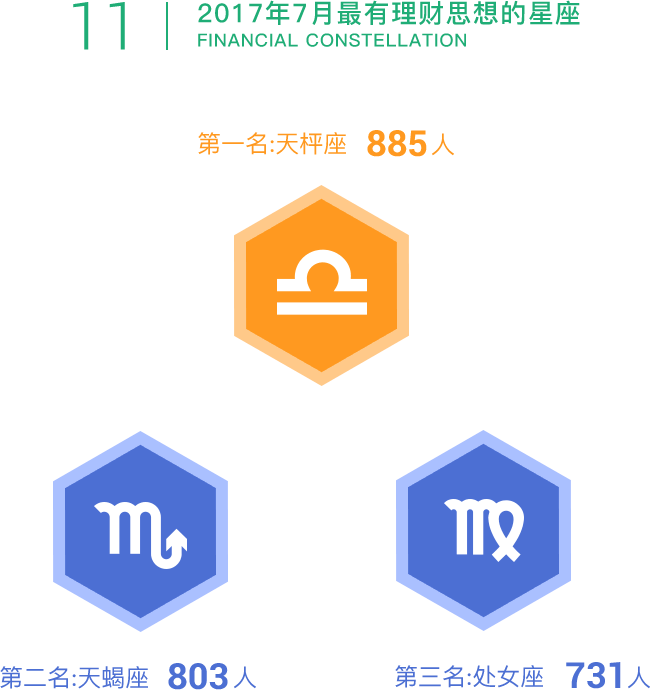 11
2017年7月最有理财思想的星座
FINANCIAL CONSTELLATION
第一名:天枰座 885人
第二名:天蝎座 803人
第三名:处女座 731人